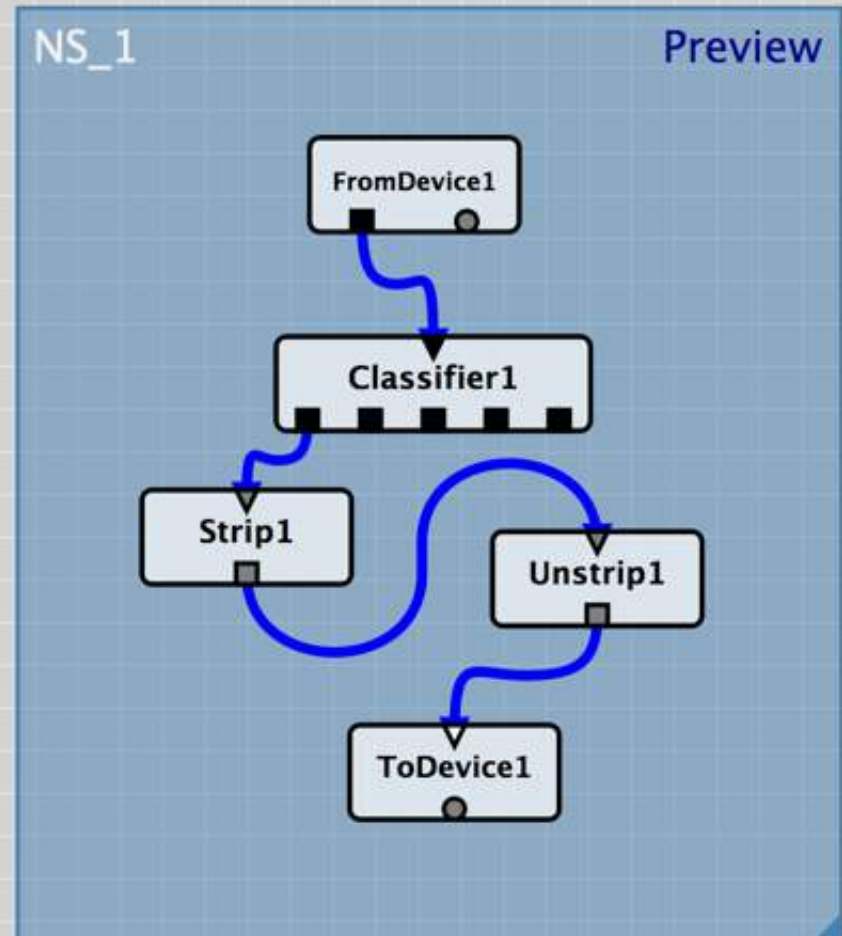 NS_1
Preview
FromDevice1
Classifier1
Strip1
Unstrip1
ToDevice1